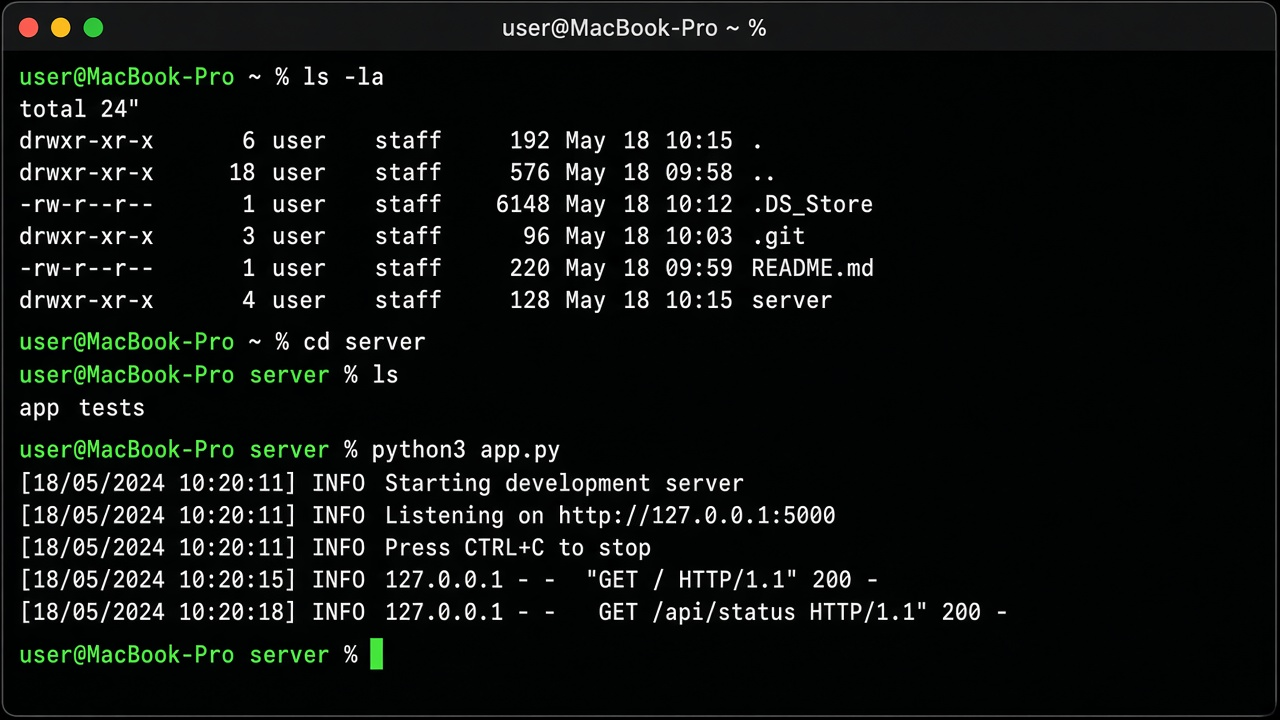 user@MacBook-Pro ~ %
user@MacBook-Pro ~ % ls -la
total 24"
drwxr-xr-x 6 user staff 192 May 18 10:15 .
drwxr-xr-x 18 user staff 576 May 18 09:58 ..
-rw-r--r-- 1 user staff 6148 May 18 10:12 .DS_Store
drwxr-xr-x 3 user staff 96 May 18 10:03 .git
-rw-r--r-- 1 user staff 220 May 18 09:59 README.md
drwxr-xr-x 4 user staff 128 May 18 10:15 server
user@MacBook-Pro ~ % cd server
user@MacBook-Pro server % ls
app tests
user@MacBook-Pro server % python3 app.py
[18/05/2024 10:20:11] INFO Starting development server
[18/05/2024 10:20:11] INFO Listening on http://127.0.0.1:5000
[18/05/2024 10:20:11] INFO Press CTRL+C to stop
[18/05/2024 10:20:15] INFO 127.0.0.1 - - "GET / HTTP/1.1" 200 -
[18/05/2024 10:20:18] INFO 127.0.0.1 - - GET /api/status HTTP/1.1" 200 -
user@MacBook-Pro server %